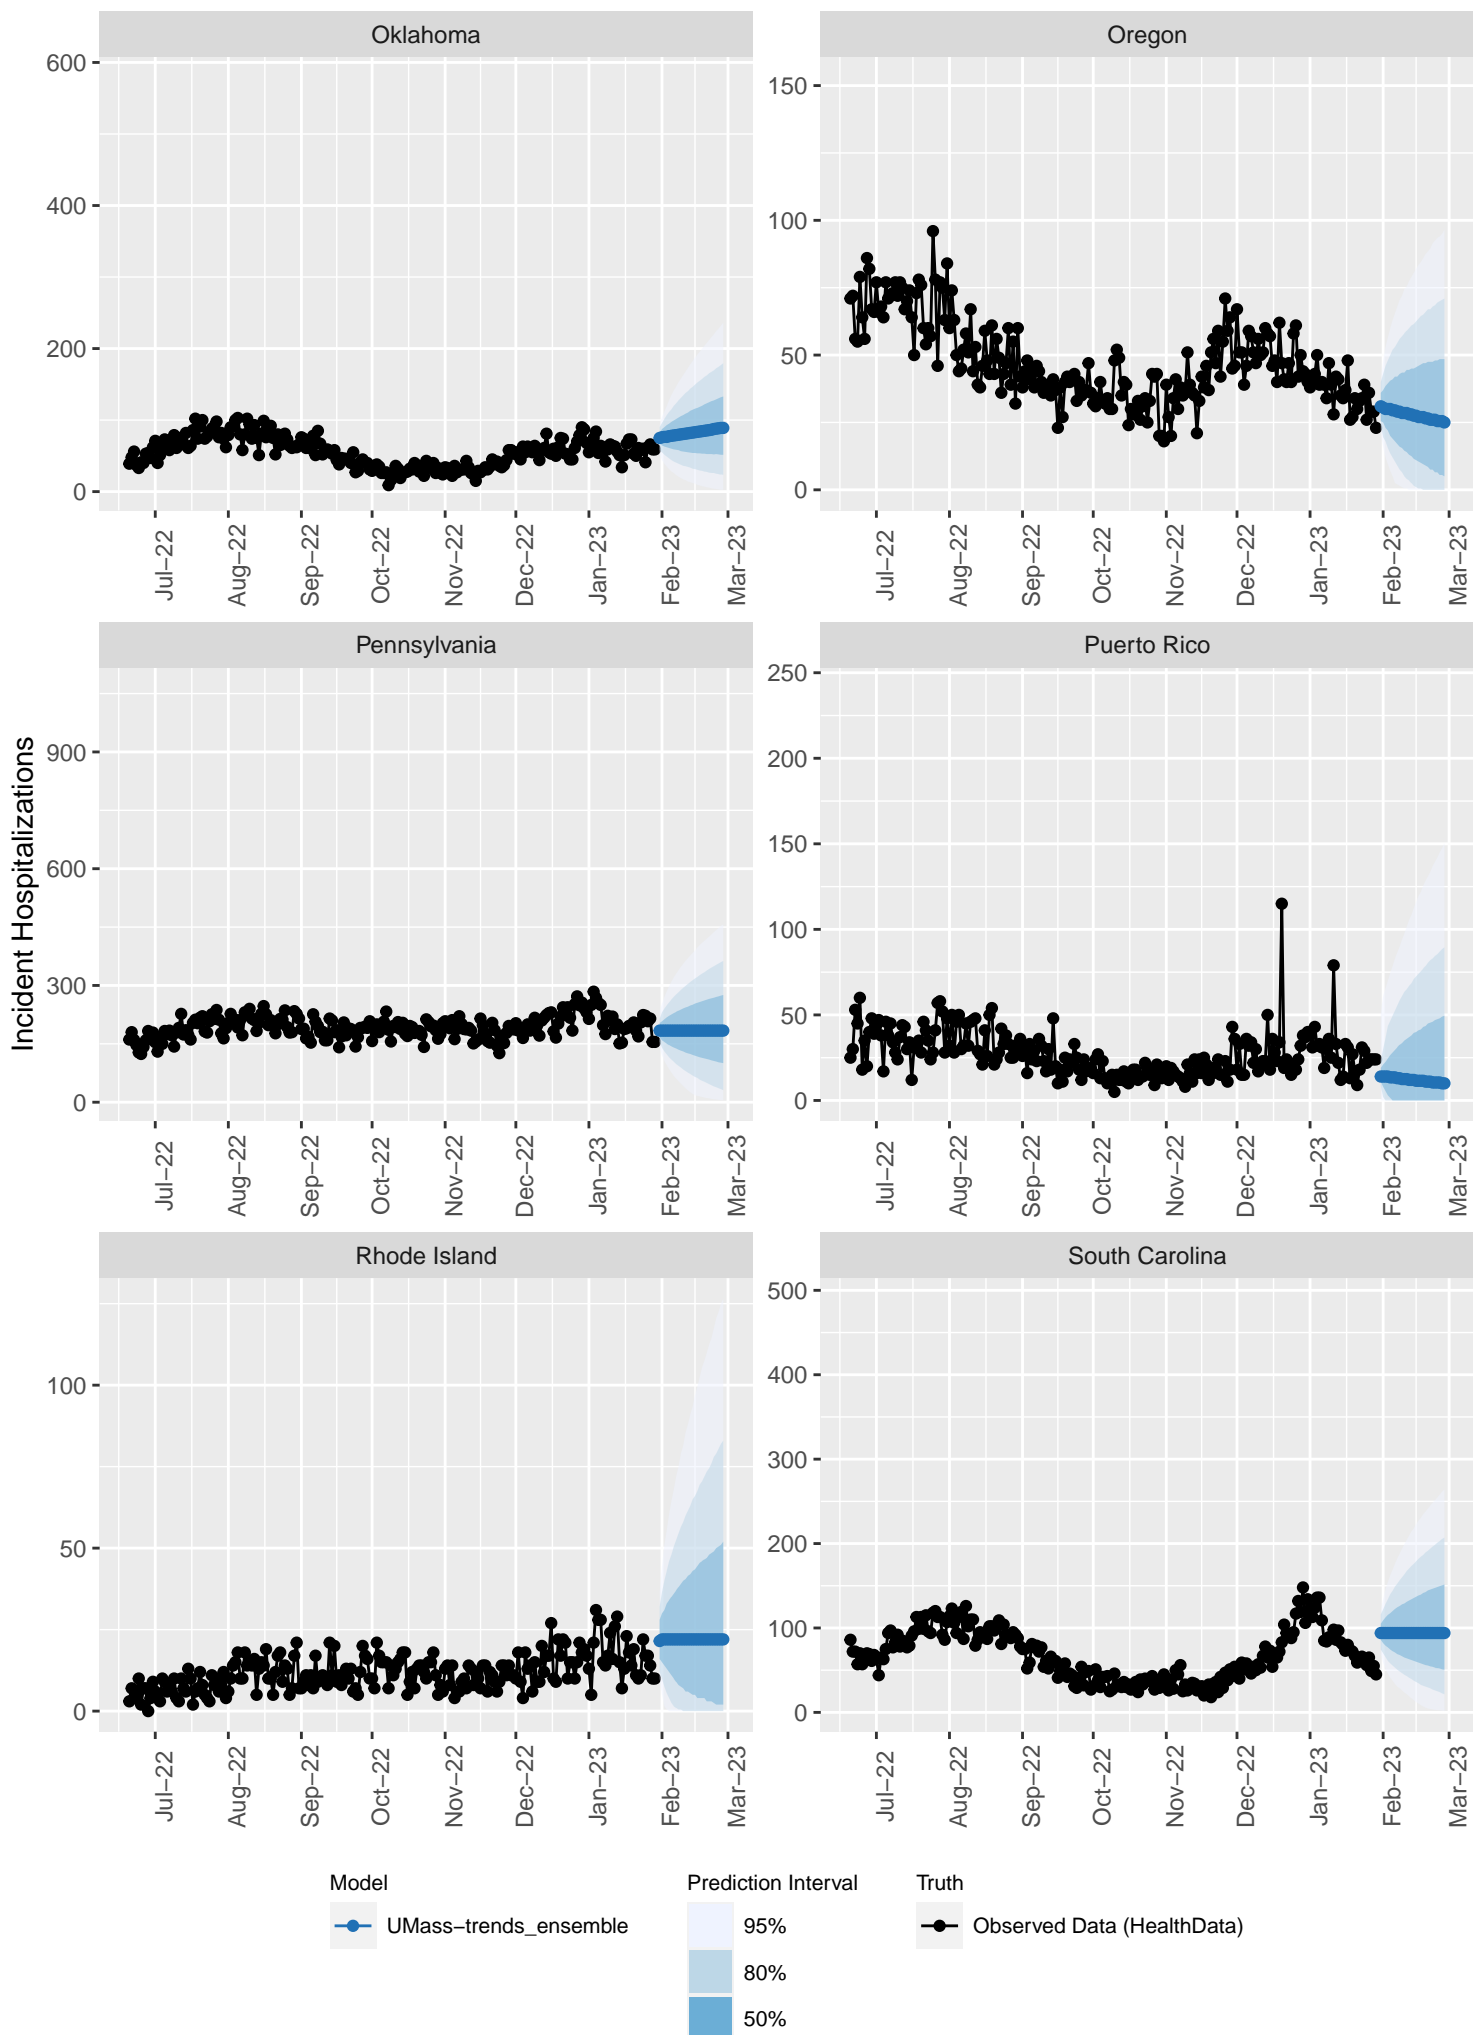 Oklahoma
Oregon
600
400
200
0
150
100
50
0
Jul−22
Aug−22
Sep−22
Oct−22
Nov−22
Dec−22
Jan−23
Feb−23
Mar−23
Jul−22
Aug−22
Sep−22
Oct−22
Nov−22
Dec−22
Jan−23
Feb−23
Mar−23
Pennsylvania
Puerto Rico
Incident Hospitalizations
900
600
300
0
250
200
150
100
50
0
Jul−22
Aug−22
Sep−22
Oct−22
Nov−22
Dec−22
Jan−23
Feb−23
Mar−23
Jul−22
Aug−22
Sep−22
Oct−22
Nov−22
Dec−22
Jan−23
Feb−23
Mar−23
Rhode Island
South Carolina
100
50
0
500
400
300
200
100
0
Jul−22
Aug−22
Sep−22
Oct−22
Nov−22
Dec−22
Jan−23
Feb−23
Mar−23
Jul−22
Aug−22
Sep−22
Oct−22
Nov−22
Dec−22
Jan−23
Feb−23
Mar−23
Model
UMass−trends_ensemble
Prediction Interval
95%
80%
50%
Truth
Observed Data (HealthData)